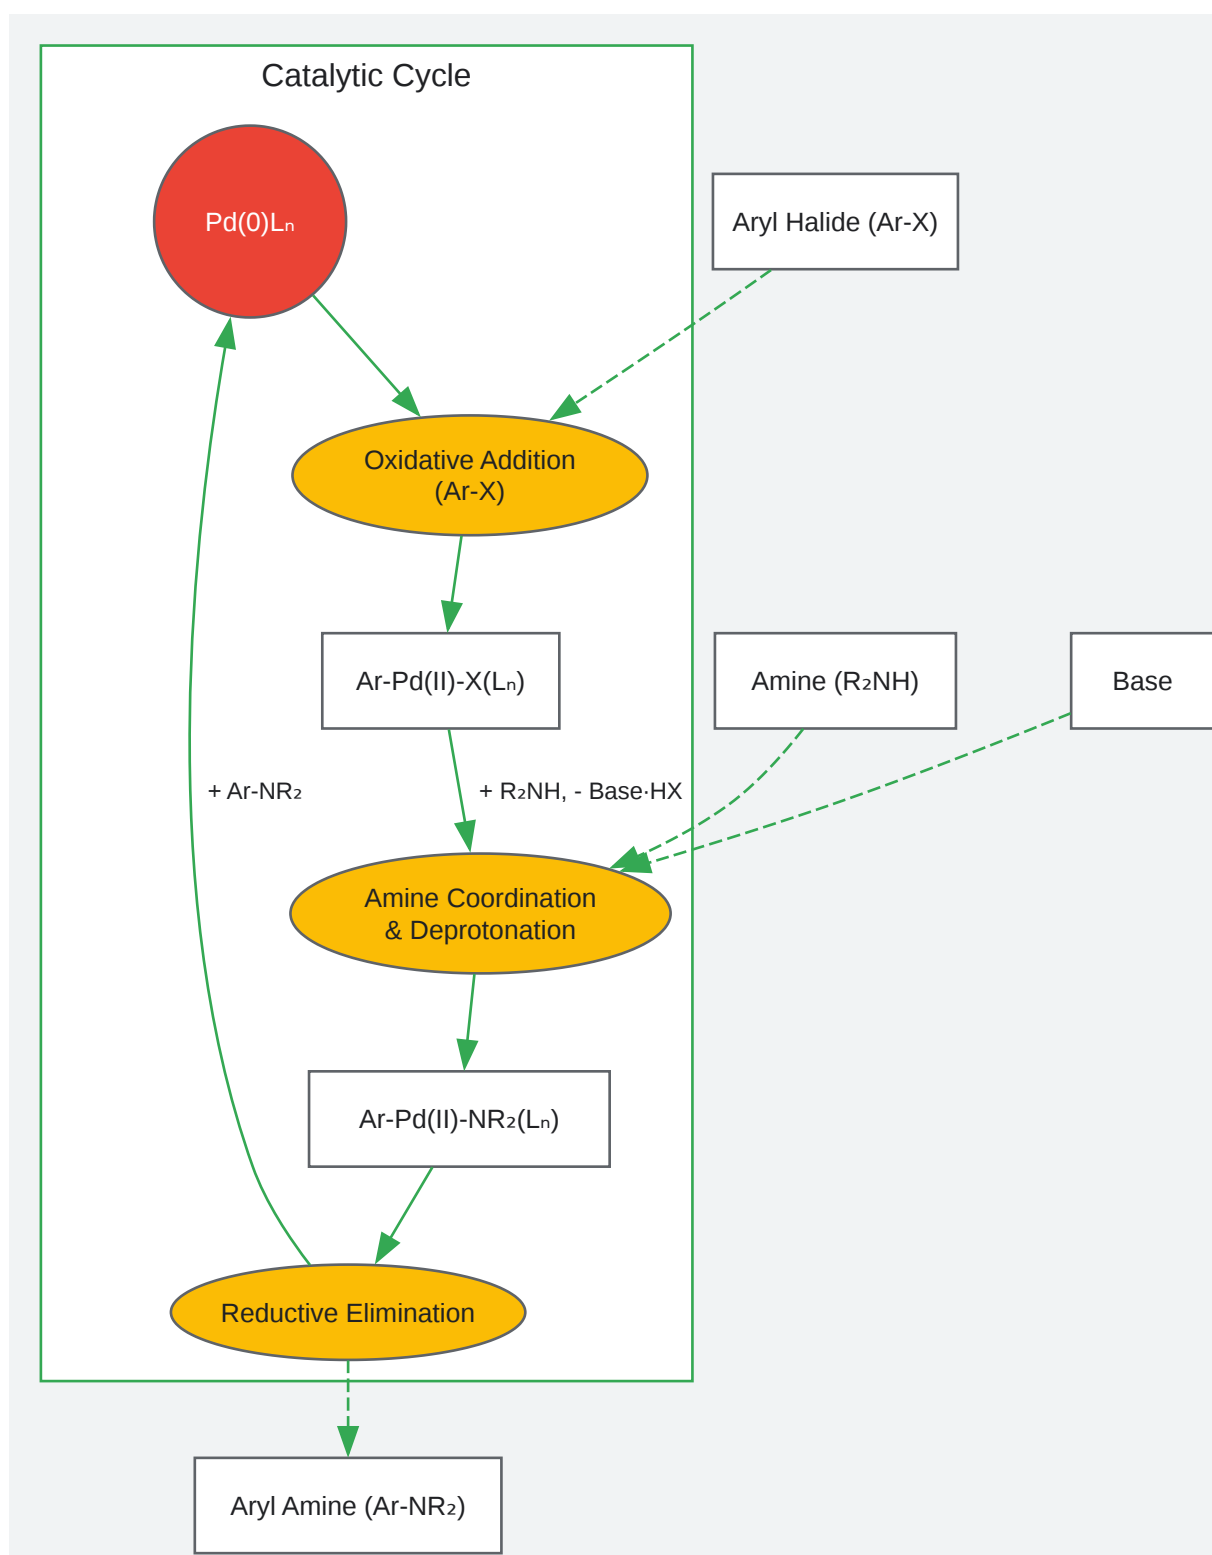 Catalytic Cycle
Pd(0)Lₙ
Aryl Halide (Ar-X)
Oxidative Addition
(Ar-X)
Ar-Pd(II)-X(Lₙ)
Amine (R₂NH)
Base
+ Ar-NR₂
+ R₂NH, - Base·HX
Amine Coordination
& Deprotonation
Ar-Pd(II)-NR₂(Lₙ)
Reductive Elimination
Aryl Amine (Ar-NR₂)